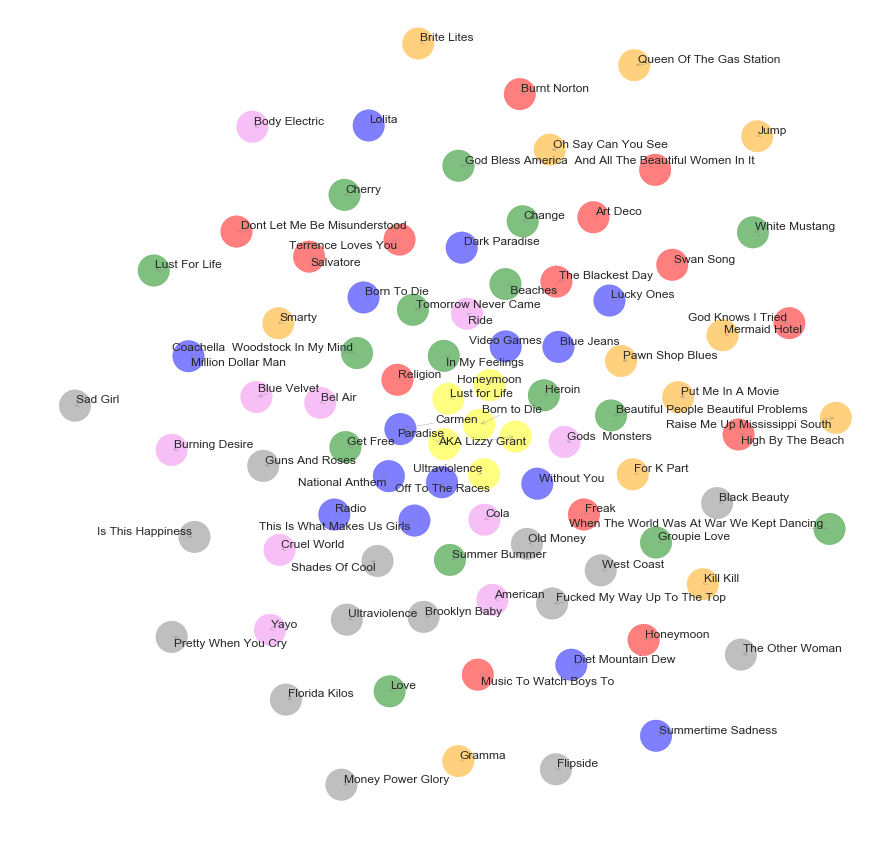 Brite Lites
Queen Of The Gas Station
Burnt Norton
Body Electric
Lolita
Jump
Oh Say Can You See
God Bless America  And All The Beautiful Women In It
Cherry
Art Deco
Change
Dont Let Me Be Misunderstood
White Mustang
Dark Paradise
Terrence Loves You
Swan Song
Salvatore
Lust For Life
The Blackest Day
Beaches
Born To Die
Lucky Ones
Tomorrow Never Came
Smarty
Ride
God Knows I Tried
Mermaid Hotel
Video Games
Blue Jeans
Coachella  Woodstock In My Mind
Pawn Shop Blues
Million Dollar Man
In My Feelings
Religion
Honeymoon
Blue Velvet
Heroin
Put Me In A Movie
Lust for Life
Bel Air
Sad Girl
Born to Die
Beautiful People Beautiful Problems
Carmen
Raise Me Up Mississippi South
Paradise
Gods  Monsters
High By The Beach
AKA Lizzy Grant
Get Free
Burning Desire
Guns And Roses
Ultraviolence
For K Part
Without You
National Anthem
Off To The Races
Black Beauty
Radio
Freak
Cola
When The World Was At War We Kept Dancing
This Is What Makes Us Girls
Is This Happiness
Groupie Love
Old Money
Cruel World
Summer Bummer
West Coast
Shades Of Cool
Kill Kill
American
Fucked My Way Up To The Top
Brooklyn Baby
Ultraviolence
Yayo
Honeymoon
Pretty When You Cry
The Other Woman
Diet Mountain Dew
Music To Watch Boys To
Love
Florida Kilos
Summertime Sadness
Gramma
Flipside
Money Power Glory